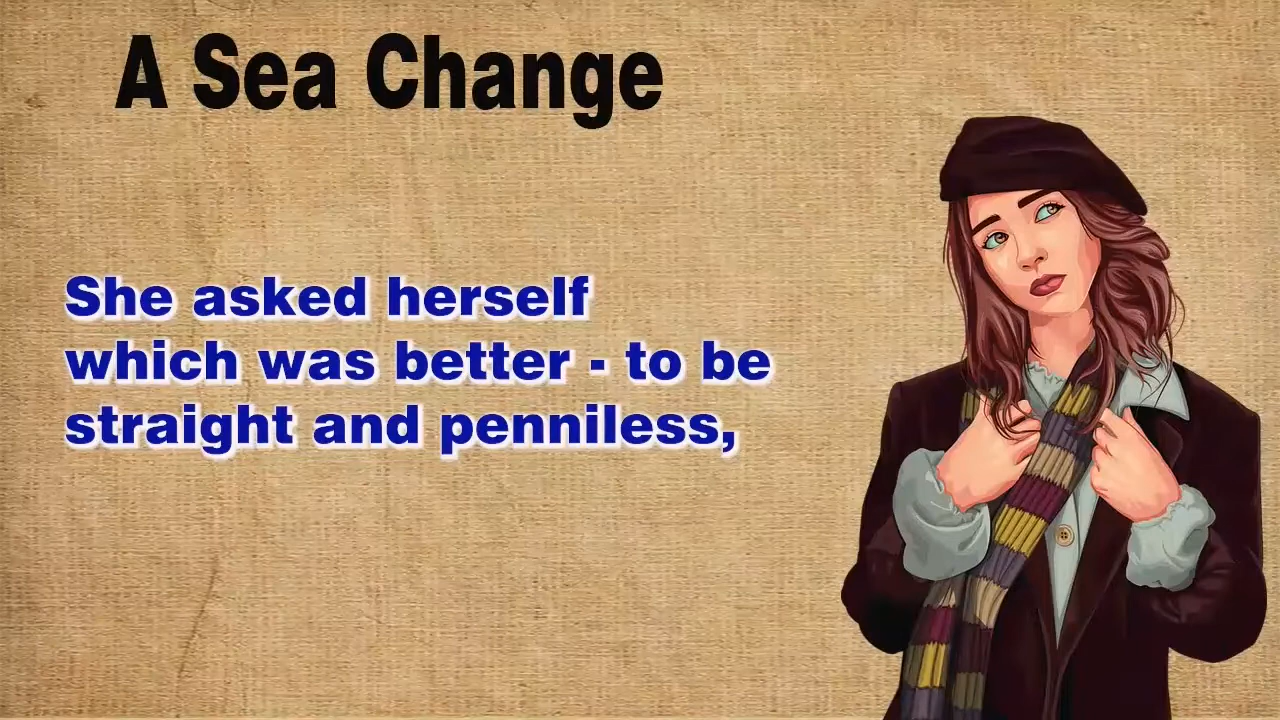 A Sea Change
She asked herself
which was better - to be
straight and penniless,